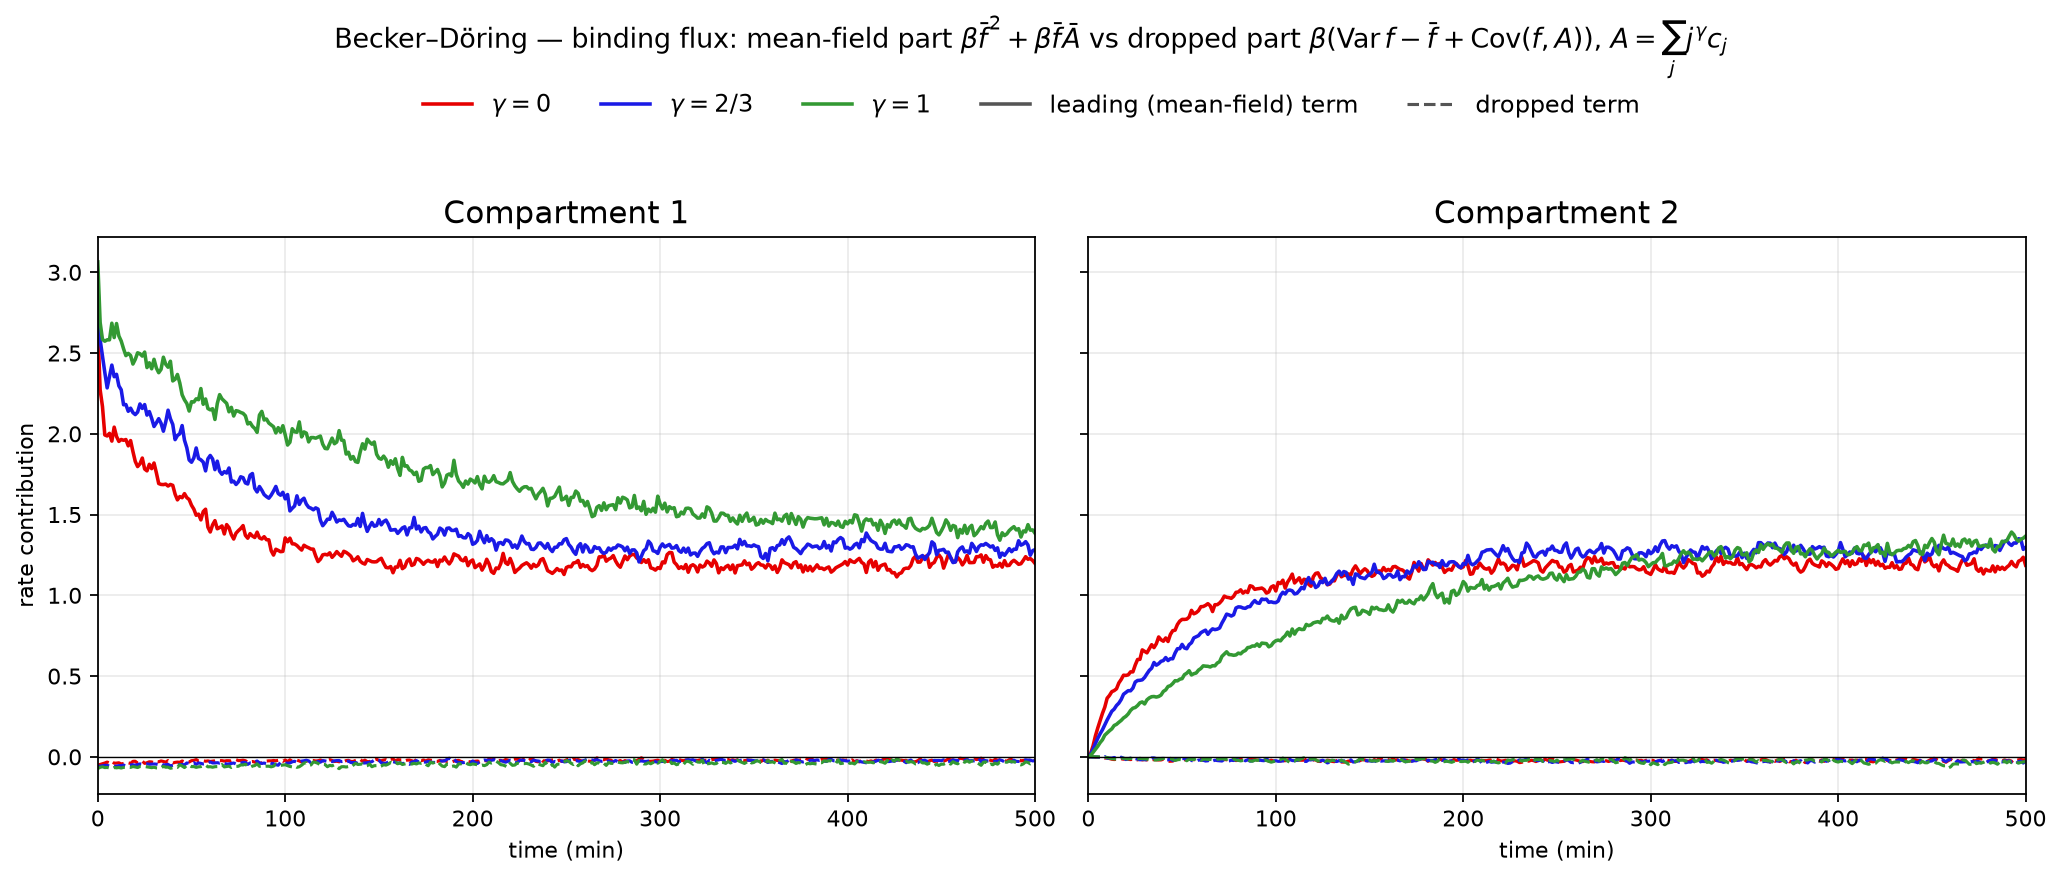 Becker–Döring — binding flux: mean-field part βf̄² + βf̄Ā vs dropped part β(Var f − f̄ + Cov(f, A)), A = ∑ⱼ j^γ cⱼ
γ = 0 γ = 2/3 γ = 1 leading (mean-field) term dropped term
Compartment 1
3.0
2.5
2.0
1.5
1.0
0.5
0.0
rate contribution
0 100 200 300 400 500
time (min)
Compartment 2
0 100 200 300 400 500
time (min)